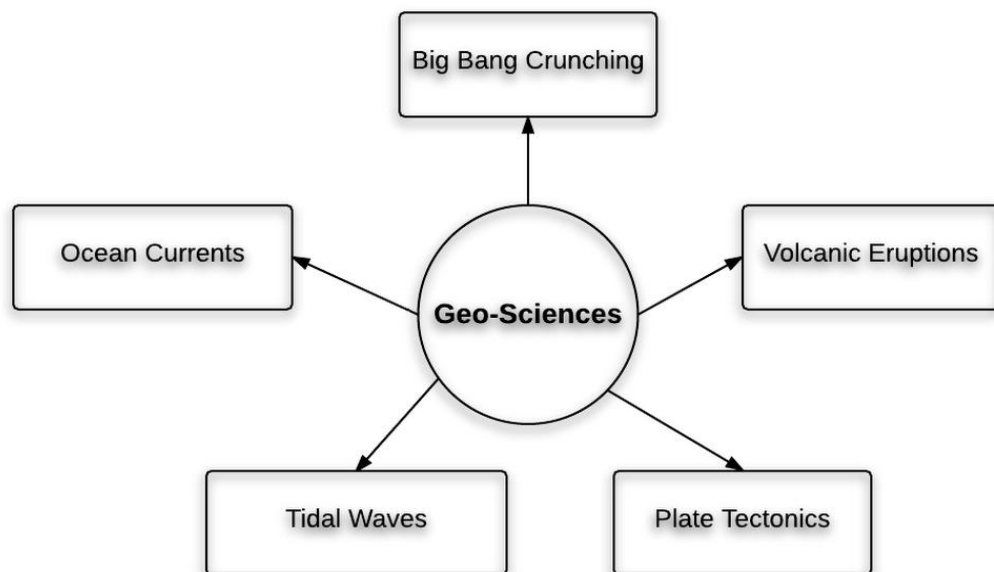 Big Bang Crunching
Ocean Currents
Volcanic Eruptions
Geo-Sciences
Tidal Waves
Plate Tectonics